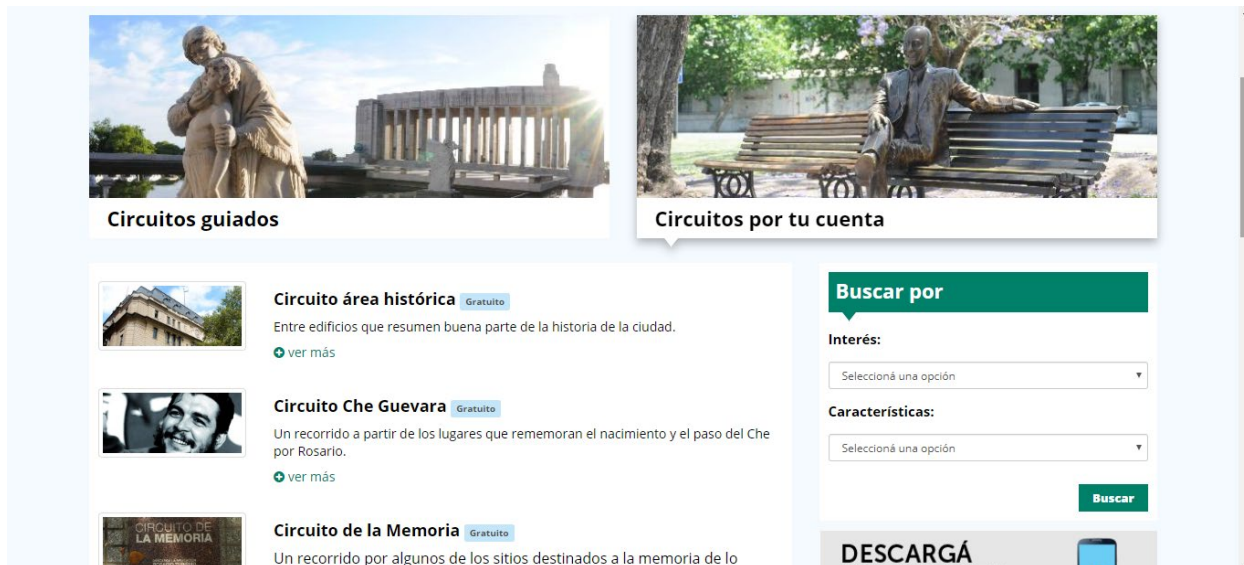 Circuitos guiados
Circuitos por tu cuenta
Circuito área histórica Gratuito
Entre edificios que resumen buena parte de la historia de la ciudad.
ver más
Circuito Che Guevara Gratuito
Un recorrido a partir de los lugares que rememoran el nacimiento y el paso del Che
por Rosario.
ver más
CIRCUITO DE
LA MEMORIA
Circuito de la Memoria Gratuito
Un recorrido por algunos de los sitios destinados a la memoria de lo
Buscar por
Interés:
Seleccioná una opción
Características:
Seleccioná una opción
Buscar
DESCARGÁ